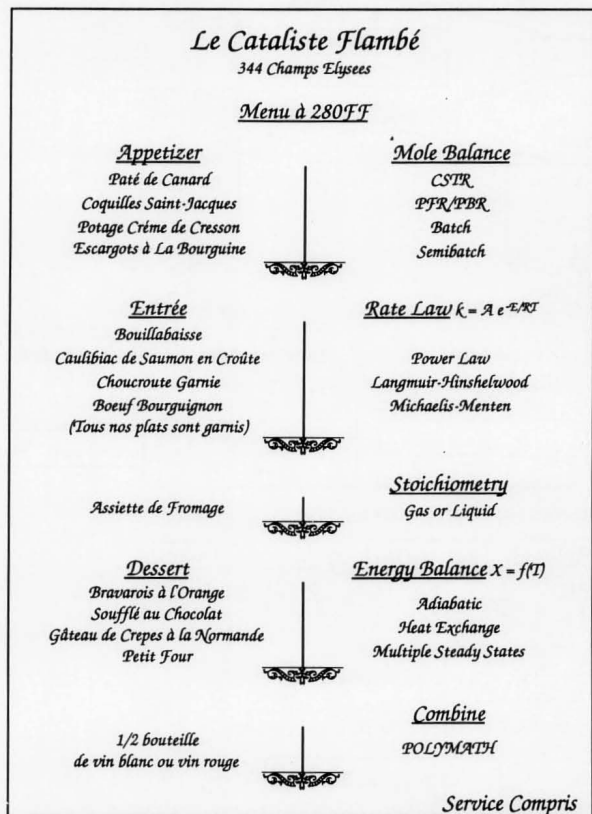 Le Cataliste Flambé
344 Champs Elysees
Menu à 280FF
Appetizer
Paté de Canard
Coquilles Saint-Jacques
Potage Créme de Cresson
Escargots à La Bourguine
Mole Balance
CSTR
PFR/PBR
Batch
Semibatch
Entrée
Bouillabaisse
Caulibiac de Saumon en Croûte
Choucroute Garnie
Boeuf Bourguignon
(Tous nos plats sont garnis)
Rate Law k = A e^-E/RT
Power Law
Langmuir-Hinshelwood
Michaelis-Menten
Assiette de Fromage
Stoichiometry
Gas or Liquid
Dessert
Bravarois à l'Orange
Soufflé au Chocolat
Gâteau de Crepes à la Normande
Petit Four
Energy Balance X = f(T)
Adiabatic
Heat Exchange
Multiple Steady States
1/2 bouteille
de vin blanc ou vin rouge
Combine
POLYMATH
Service Compris